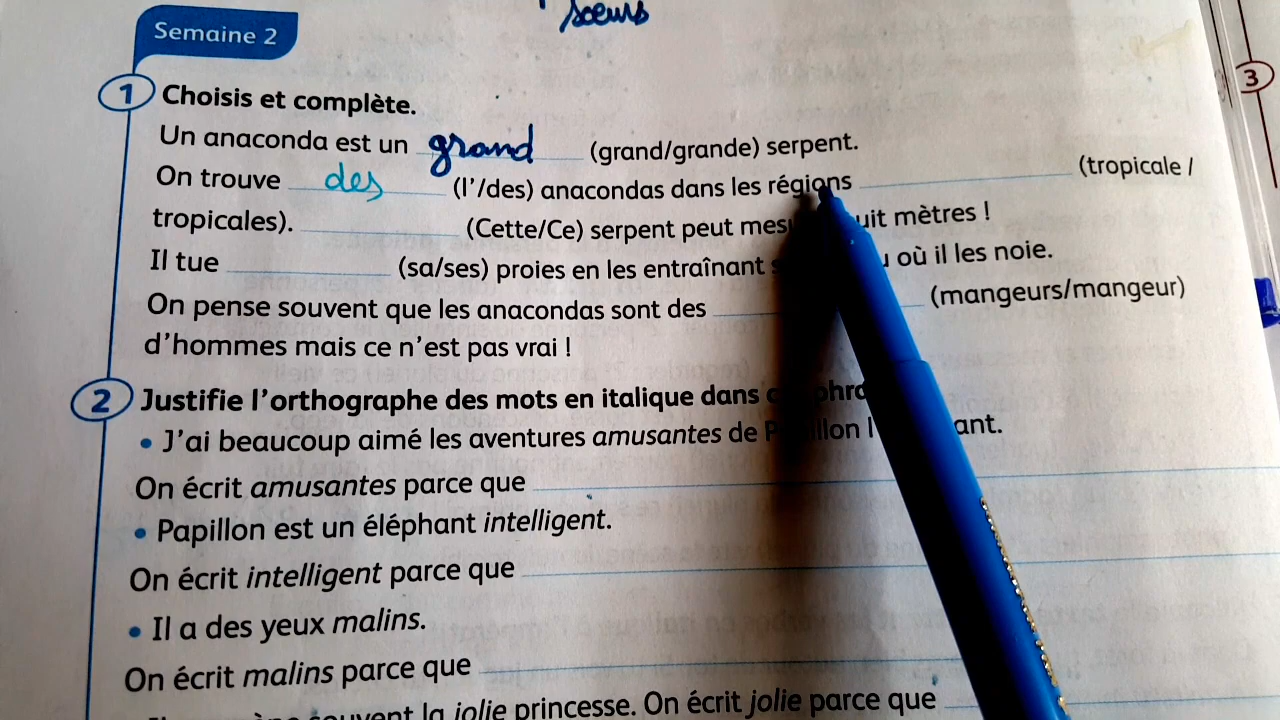 sœurs
Semaine 2
3
1 Choisis et complète.
Un anaconda est un grand (grand/grande) serpent.
On trouve des (l'/des) anacondas dans les régions (tropicale /
tropicales). (Cette/Ce) serpent peut uit mètres !
Il tue (sa/ses) proies en les entraînant où il les noie.
On pense souvent que les anacondas sont des (mangeurs/mangeur)
d'hommes mais ce n'est pas vrai !
2 Justifie l'orthographe des mots en italique dans
• J'ai beaucoup aimé les aventures amusantes de
On écrit amusantes parce que
• Papillon est un éléphant intelligent.
On écrit intelligent parce que
• Il a des yeux malins.
On écrit malins parce que
souvent la jolie princesse. On écrit jolie parce que